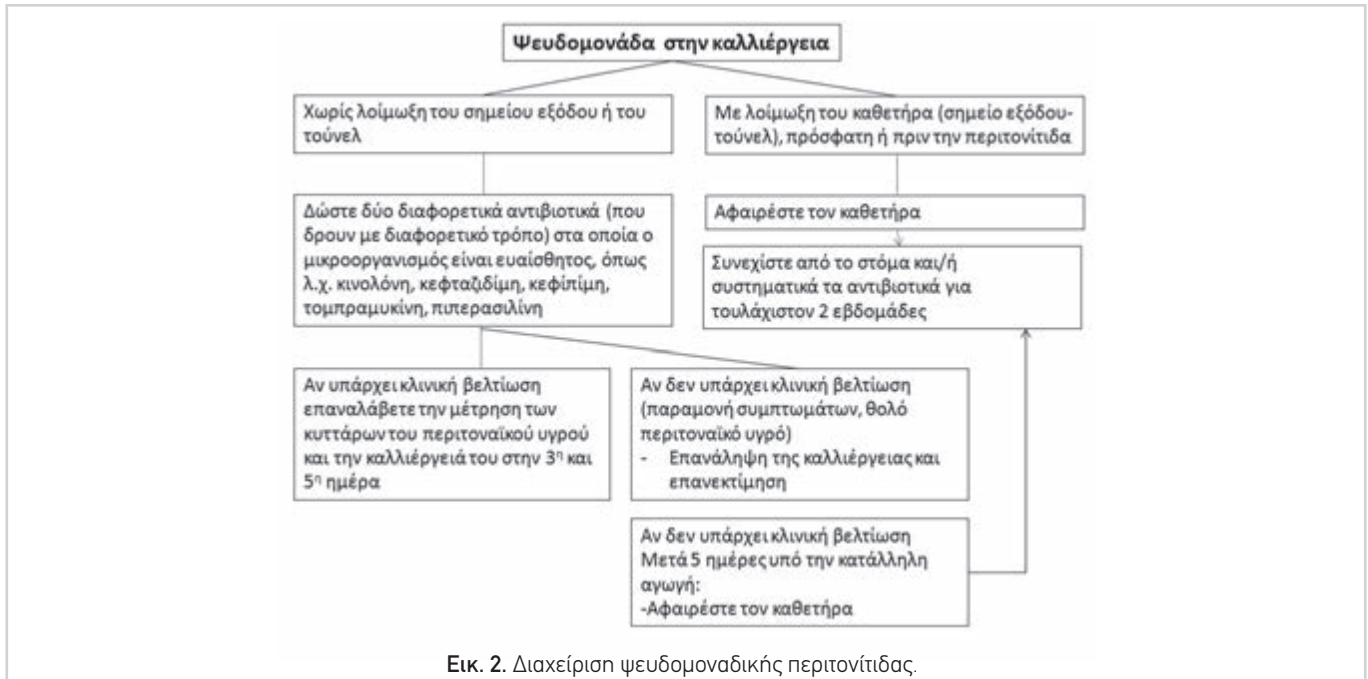 Ψευδομονάδα στην καλλιέργεια
Χωρίς λοίμωξη του σημείου εξόδου ή του
τούνελ
Δώστε δύο διαφορετικά αντιβιοτικά (που
δρουν με διαφορετικό τρόπο) στα οποία ο
μικροοργανισμός είναι ευαίσθητος, όπως
λ.χ. κινολόνη, κεφταζιδίμη, κεφίπίμη,
τομπραμυκίνη, πιπερασιλίνη
Αν υπάρχει κλινική βελτίωση
επαναλάβετε την μέτρηση των
κυττάρων του περιτοναϊκού υγρού
και την καλλιέργειά του στην 3η και
5η ημέρα
Με λοίμωξη του καθετήρα (σημείο εξόδου-
τούνελ), πρόσφατη ή πριν την περιτονίτιδα
Αφαιρέστε τον καθετήρα
Συνεχίστε από το στόμα και/ή
συστηματικά τα αντιβιοτικά για
τουλάχιστον 2 εβδομάδες
Αν δεν υπάρχει κλινική βελτίωση
(παραμονή συμπτωμάτων, θολό
περιτοναϊκό υγρό)
- Επανάληψη της καλλιέργειας και
επανεκτίμηση
Αν δεν υπάρχει κλινική βελτίωση
Μετά 5 ημέρες υπό την κατάλληλη
αγωγή:
-Αφαιρέστε τον καθετήρα
Εικ. 2. Διαχείριση ψευδομοναδικής περιτονίτιδας.